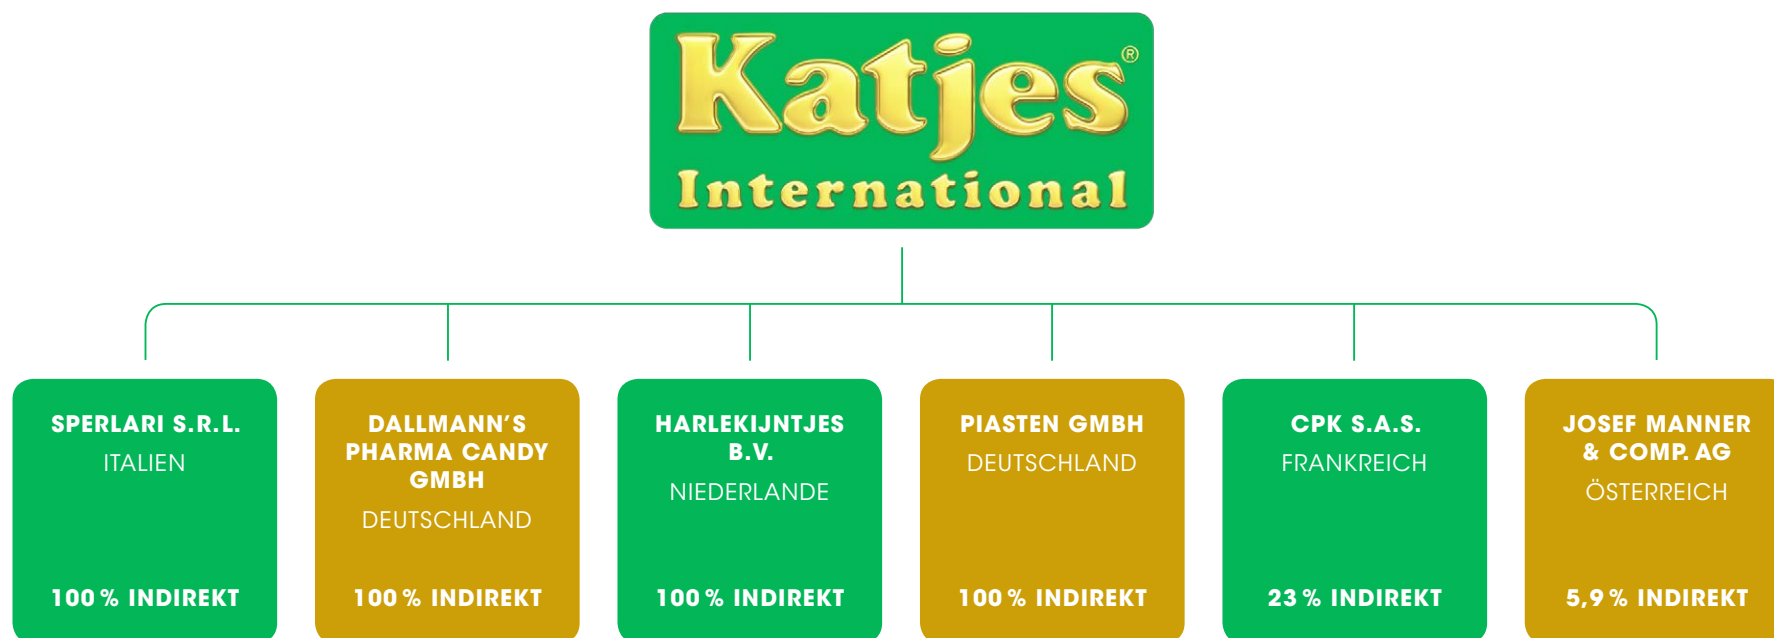 Katjes®
International
SPERLARI S.R.L.
ITALIEN
100 % INDIREKT
DALLMANN'S
PHARMA CANDY
GMBH
DEUTSCHLAND
100 % INDIREKT
HARLEKIJNTJES
B.V.
NIEDERLANDE
100 % INDIREKT
PIASTEN GMBH
DEUTSCHLAND
100 % INDIREKT
CPK S.A.S.
FRANKREICH
23 % INDIREKT
JOSEF MANNER
& COMP. AG
ÖSTERREICH
5,9 % INDIREKT